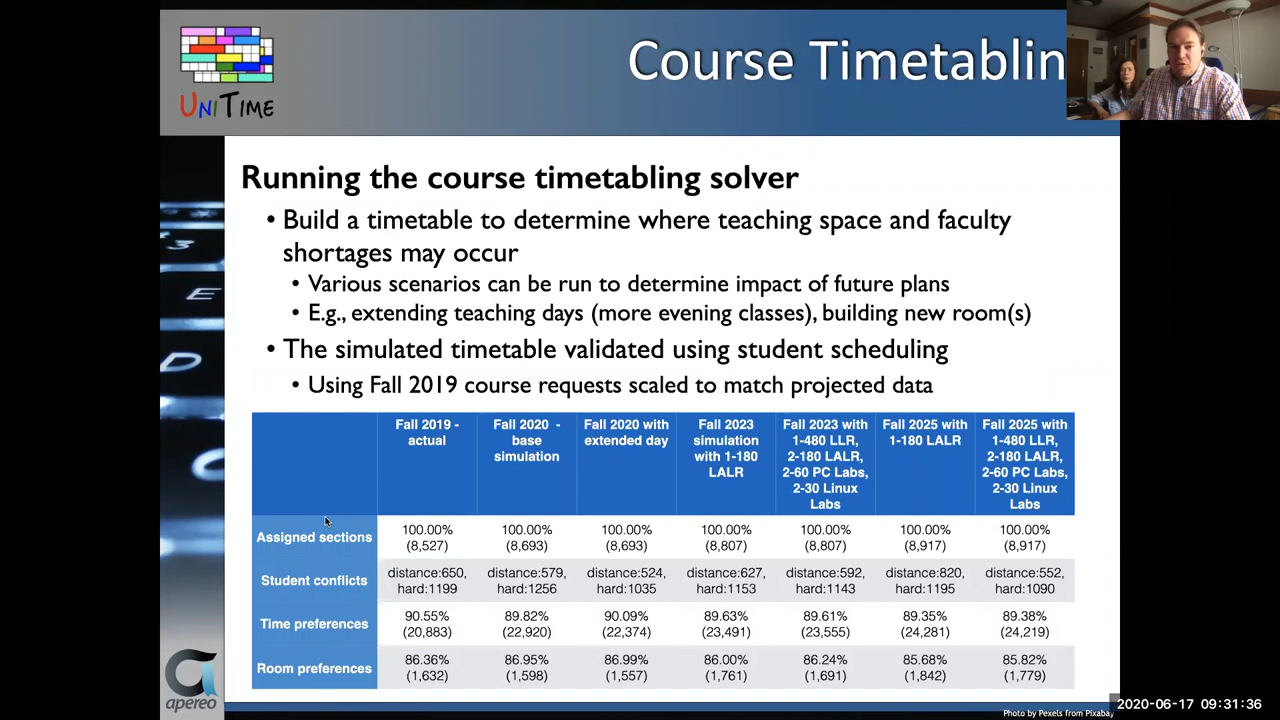 UNITIME
Course Timetablin
Running the course timetabling solver
• Build a timetable to determine where teaching space and faculty
shortages may occur
• Various scenarios can be run to determine impact of future plans
• E.g., extending teaching days (more evening classes), building new room(s)
• The simulated timetable validated using student scheduling
• Using Fall 2019 course requests scaled to match projected data
Fall 2019 - actual | Fall 2020 - base simulation | Fall 2020 with extended day | Fall 2023 simulation with 1-180 LALR | Fall 2023 with 1-480 LLR, 2-180 LALR, 2-60 PC Labs, 2-30 Linux Labs | Fall 2025 with 1-180 LALR | Fall 2025 with 1-480 LLR, 2-180 LALR, 2-60 PC Labs, 2-30 Linux Labs
Assigned sections | 100.00% (8,527) | 100.00% (8,693) | 100.00% (8,693) | 100.00% (8,807) | 100.00% (8,807) | 100.00% (8,917) | 100.00% (8,917)
Student conflicts | distance:650, hard:1199 | distance:579, hard:1256 | distance:524, hard:1035 | distance:627, hard:1153 | distance:592, hard:1143 | distance:820, hard:1195 | distance:552, hard:1090
Time preferences | 90.55% (20,883) | 89.82% (22,920) | 90.09% (22,374) | 89.63% (23,491) | 89.61% (23,555) | 89.35% (24,281) | 89.38% (24,219)
Room preferences | 86.36% (1,632) | 86.95% (1,598) | 86.99% (1,557) | 86.00% (1,761) | 86.24% (1,691) | 85.68% (1,842) | 85.82% (1,779)
3
E
D
C
apereo
2020-06-17 09:31:36
Photo by Pexels from Pixabay